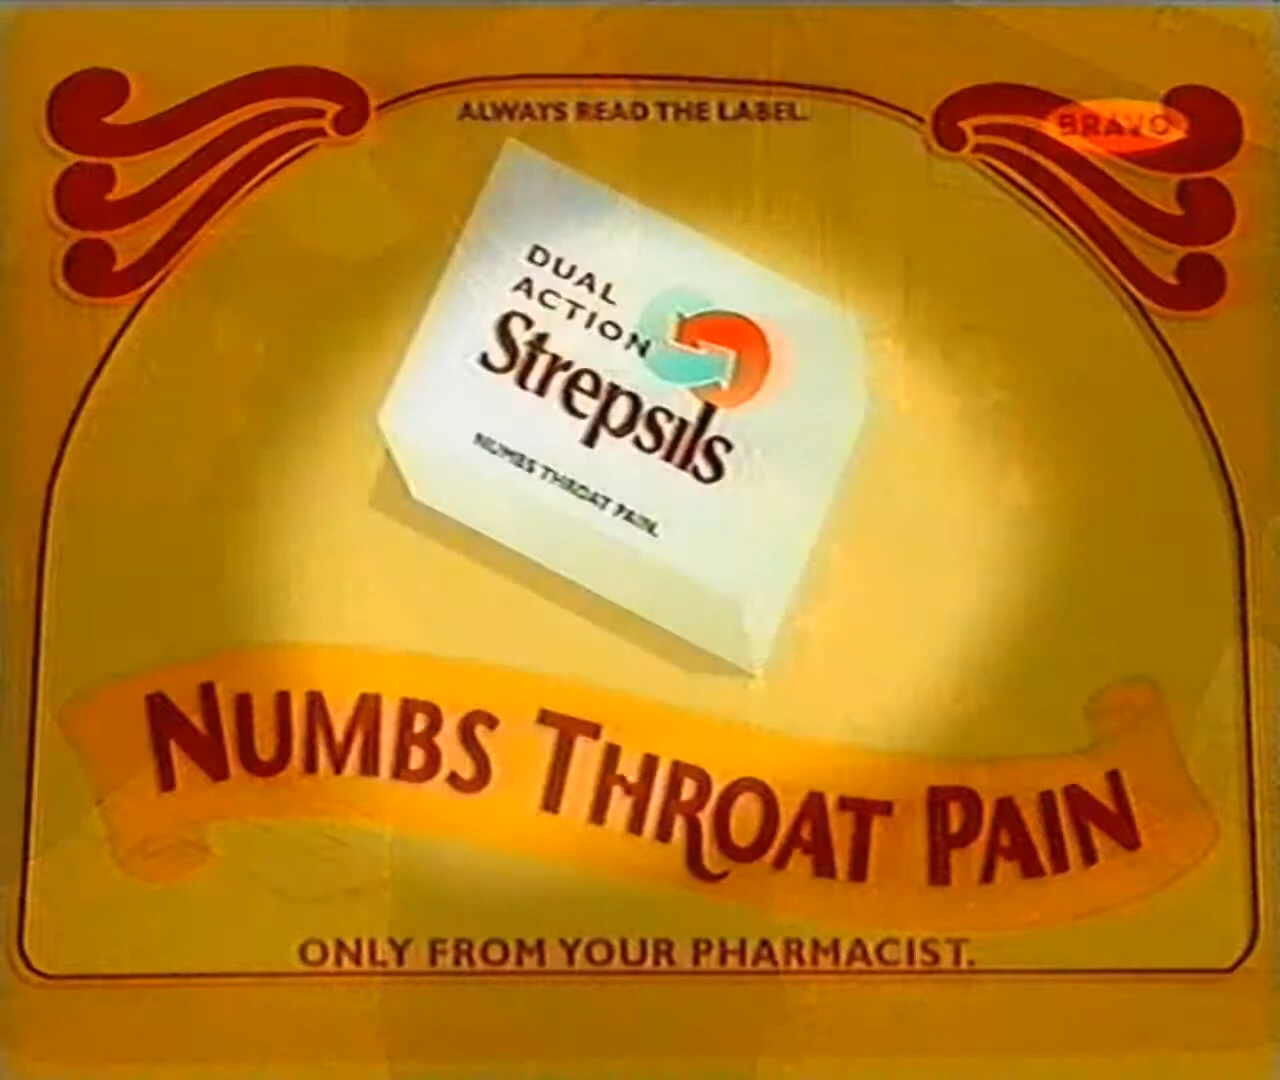 ALWAYS READ THE LABEL.
BRAVO
DUAL
ACTION
Strepsils
NUMBS THROAT PAIN.
NUMBS THROAT PAIN
ONLY FROM YOUR PHARMACIST.